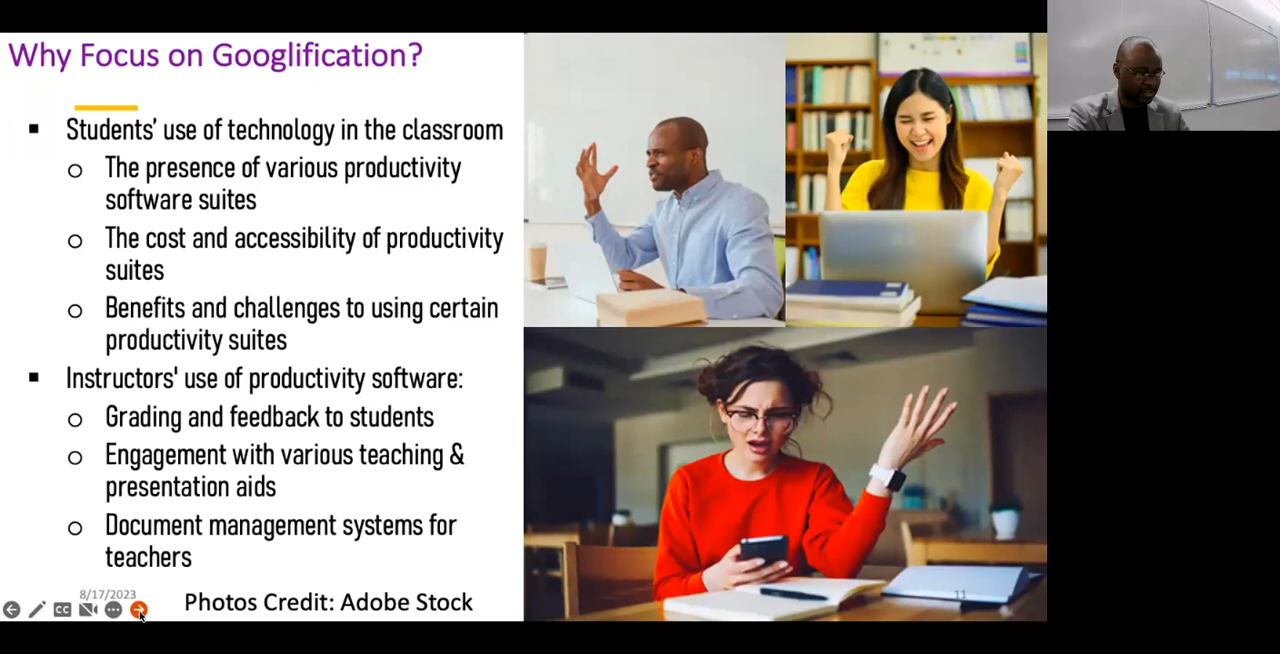 Why Focus on Googlification?
▪ Students' use of technology in the classroom
o The presence of various productivity
software suites
o The cost and accessibility of productivity
suites
o Benefits and challenges to using certain
productivity suites
▪ Instructors' use of productivity software:
o Grading and feedback to students
o Engagement with various teaching &
presentation aids
o Document management systems for
teachers
8/17/2023
CC
Photos Credit: Adobe Stock
11